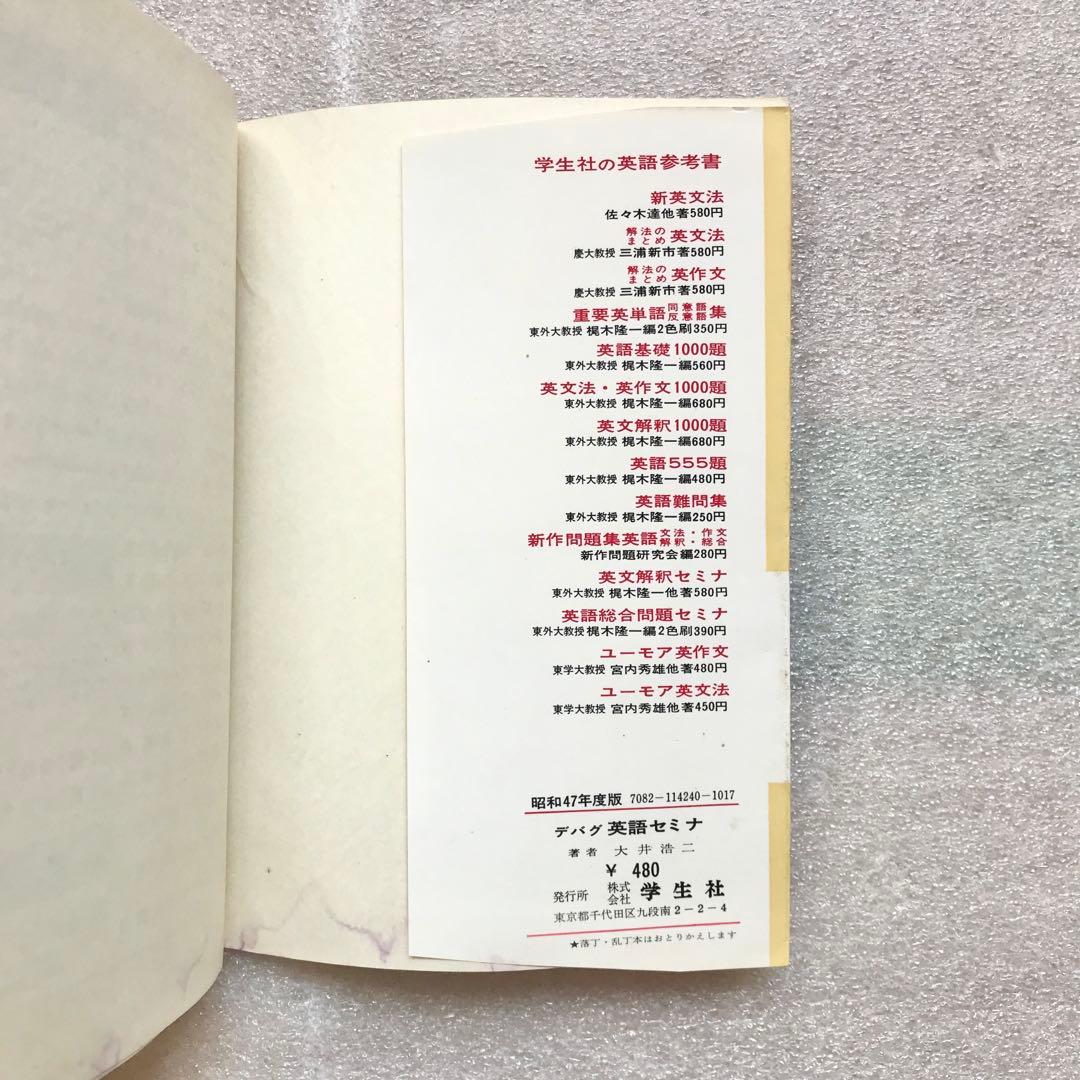 学生社の英語参考書
新英文法
佐々木達他著580円
解法のまとめ 英文法
慶大教授 三浦新市著580円
解法のまとめ 英作文
慶大教授 三浦新市著580円
重要英単語同意語反意語集
東外大教授 梶木隆一編2色刷350円
英語基礎1000題
東外大教授 梶木隆一編560円
英文法・英作文1000題
東外大教授 梶木隆一編680円
英文解釈1000題
東外大教授 梶木隆一編680円
英語555題
東外大教授 梶木隆一編480円
英語難問集
東外大教授 梶木隆一編250円
新作問題集英語文法・作文解釈・総合
新作問題研究会編280円
英文解釈セミナ
東外大教授 梶木隆一他著580円
英語総合問題セミナ
東外大教授 梶木隆一編2色刷390円
ユーモア英作文
東学大教授 宮内秀雄他著480円
ユーモア英文法
東学大教授 宮内秀雄他著450円
昭和47年度版 7082-114240-1017
デバグ 英語セミナ
著者 大井浩二
¥ 480
発行所 株式会社 学生社
東京都千代田区九段南2-2-4
★落丁・乱丁本はおとりかえします